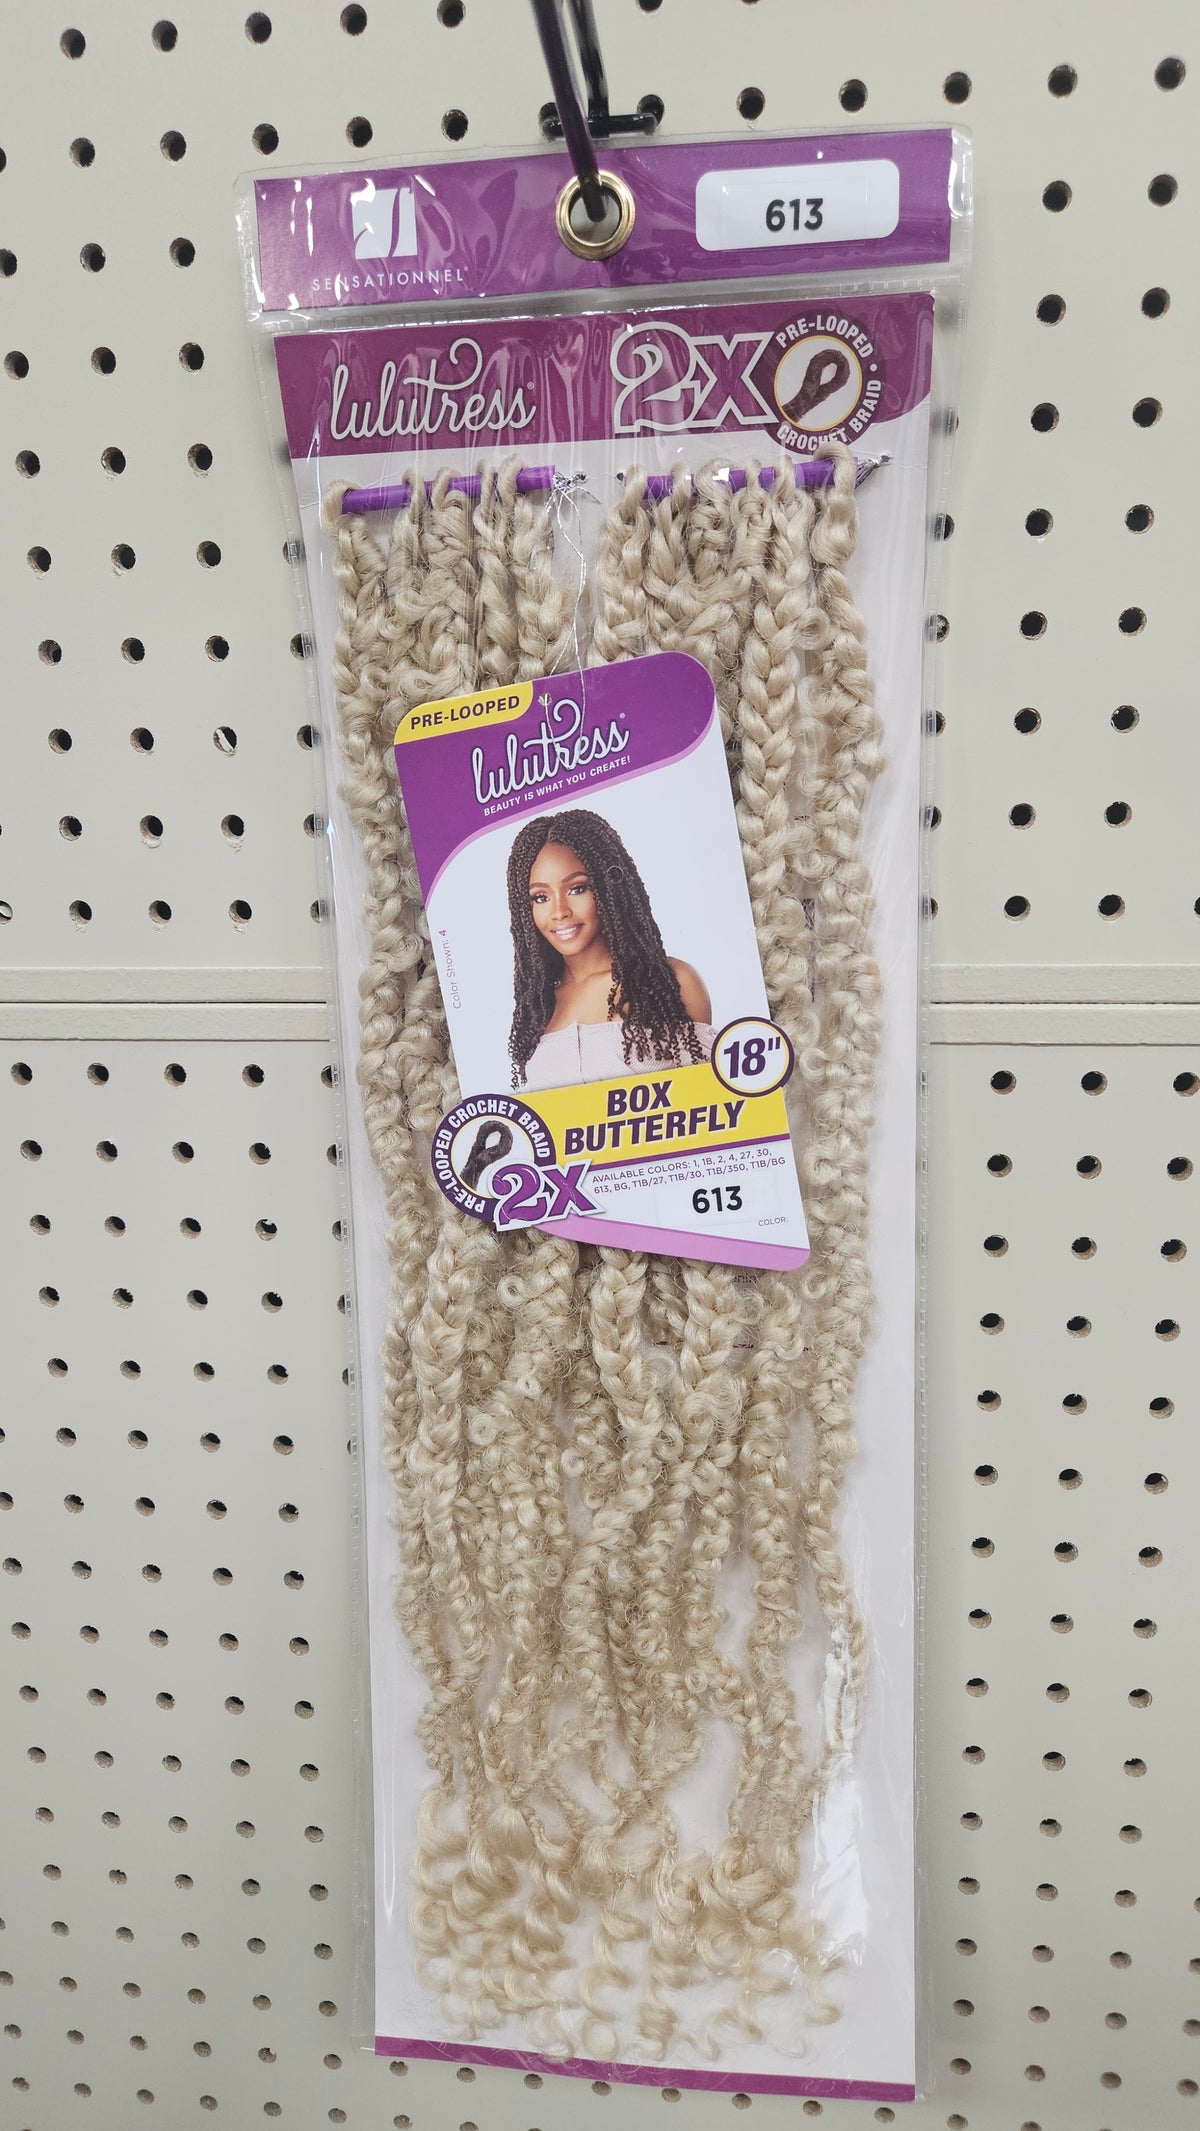 613
SENSATIONNEL
lulutress®
2X
PRE-LOOPED •
CROCHET BRAID •
PRE-LOOPED
lulutress®
BEAUTY IS WHAT YOU CREATE!
Color Shown: 4
18"
BOX
BUTTERFLY
PRE-LOOPED CROCHET BRAID
2X
AVAILABLE COLORS: 1, 1B, 2, 4, 27, 30,
613, BG, T1B/27, T1B/30, T1B/350, T1B/BG
613
COLOR: